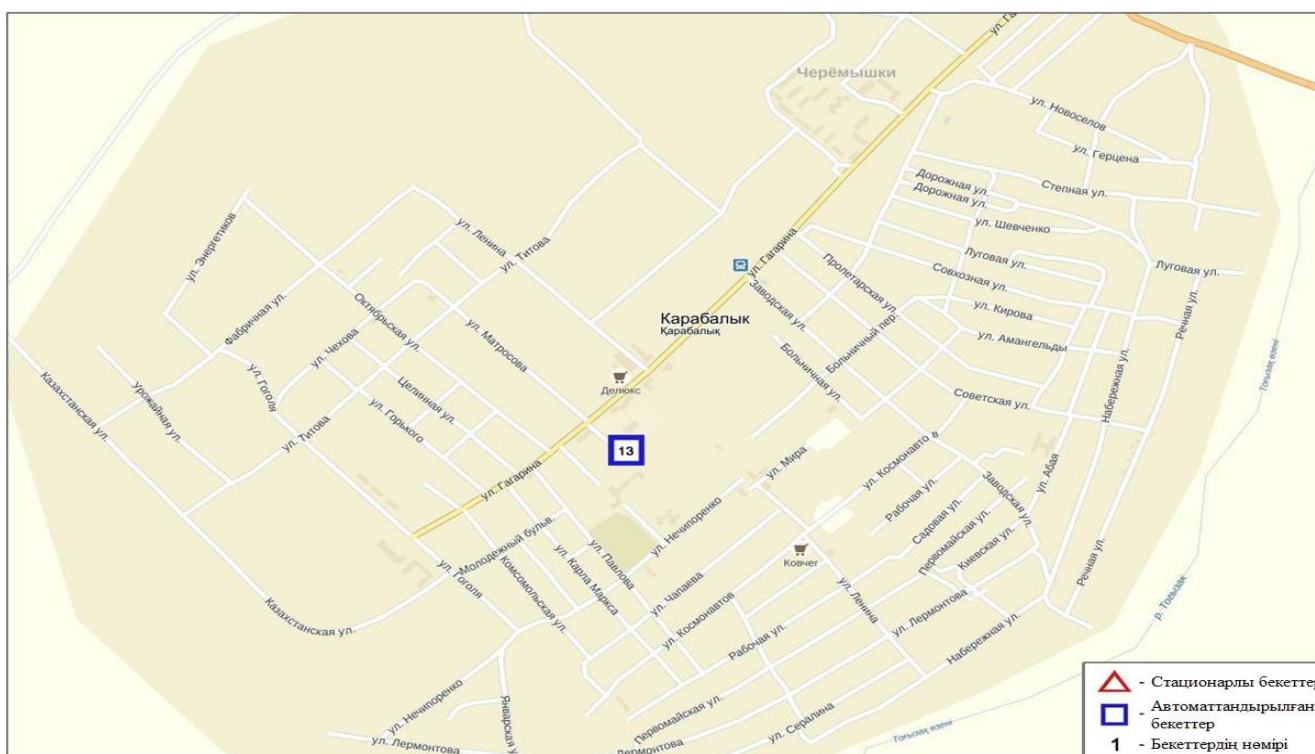 ул. Га
Черёмышки
ул. Новоселов
ул. Герцена
Дорожная ул.
Степная ул.
Дорожная ул.
ул. Шевченко
ул. Энергетиков
ул. Ленина
ул. Титова
ул. Гагарина
Луговая ул.
Луговая ул.
Пролетарская ул.
Совхозная ул.
Заводская ул.
Фабричная ул.
Октябрьская ул.
ул. Кирова
Речная ул.
Карабалык
Қарабалық
Больничный пер.
ул. Чехова
ул. Матросова
ул. Амангельды
Больничная ул.
Тоғызақ өзені
Казахстанская ул.
Урожайная ул.
ул. Гоголя
Целинная ул.
Делюкс
Советская ул.
Набережная ул.
ул. Титова
ул. Горького
13
ул. Мира
ул. Космонавтов
ул. Гагарина
Рабочая ул.
Заводская ул.
ул. Абая
ул. Нечипоренко
Садовая ул.
Первомайская ул.
Молодежный бульв.
Киевская ул.
Ковчег
ул. Гоголя
ул. Павлова
Речная ул.
Комсомольская ул.
ул. Карла Маркса
ул. Чапаева
ул. Ленина
Казахстанская ул.
ул. Космонавтов
ул. Лермонтова
р. Тогызак
Рабочая ул.
Набережная ул.
ул. Нечипоренко
Январская ул
Первомайская ул.
ул. Сералина
ул. Лермонтова
Лермонтова ул.
Тоғызақ өзені
- Стационарлы бекеттер
- Автоматтандырылған
бекеттер
1 - Бекеттердің нөмірі